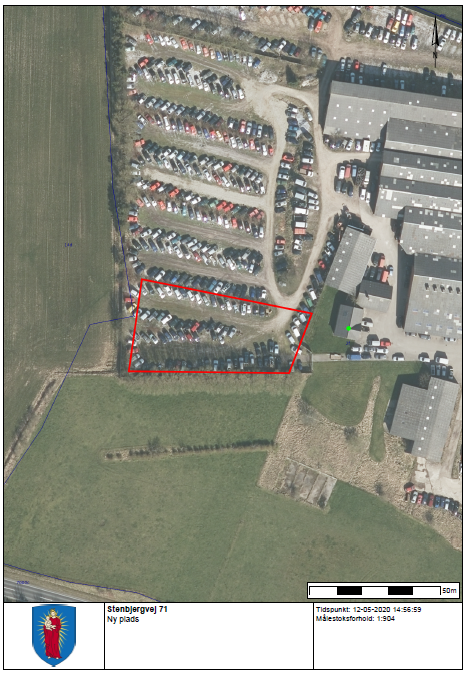 N
50m
Stenbjergvej 71
Ny plads
Tidspunkt: 12-05-2020 14:56:59
Målestoksforhold: 1:904